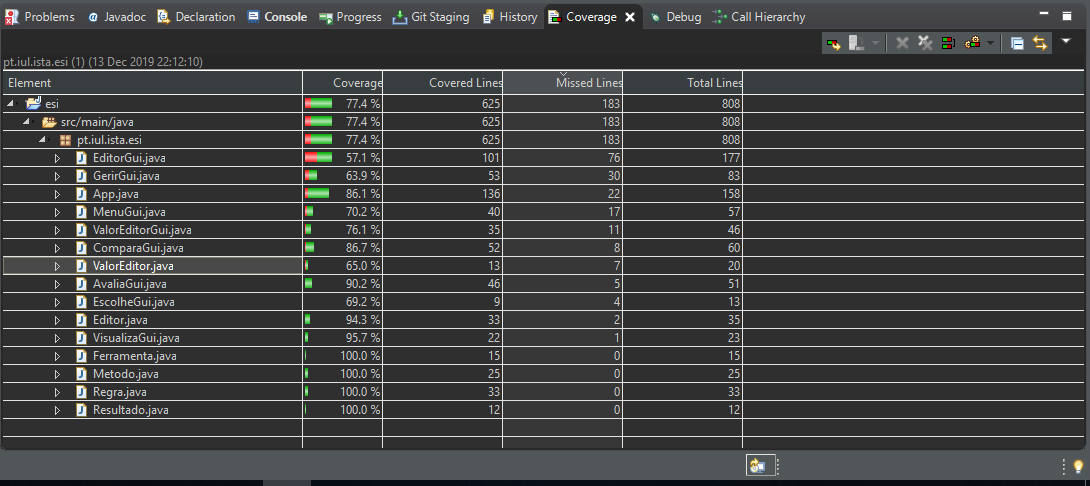 Problems Javadoc Declaration Console Progress Git Staging History Coverage Debug Call Hierarchy
pt.iul.ista.esi (1) (13 Dec 2019 22:12:10)
Element Coverage Covered Lines Missed Lines Total Lines
esi 77.4 % 625 183 808
src/main/java 77.4 % 625 183 808
pt.iul.ista.esi 77.4 % 625 183 808
EditorGui.java 57.1 % 101 76 177
GerirGui.java 63.9 % 53 30 83
App.java 86.1 % 136 22 158
MenuGui.java 70.2 % 40 17 57
ValorEditorGui.java 76.1 % 35 11 46
ComparaGui.java 86.7 % 52 8 60
ValorEditor.java 65.0 % 13 7 20
AvaliaGui.java 90.2 % 46 5 51
EscolheGui.java 69.2 % 9 4 13
Editor.java 94.3 % 33 2 35
VisualizaGui.java 95.7 % 22 1 23
Ferramenta.java 100.0 % 15 0 15
Metodo.java 100.0 % 25 0 25
Regra.java 100.0 % 33 0 33
Resultado.java 100.0 % 12 0 12